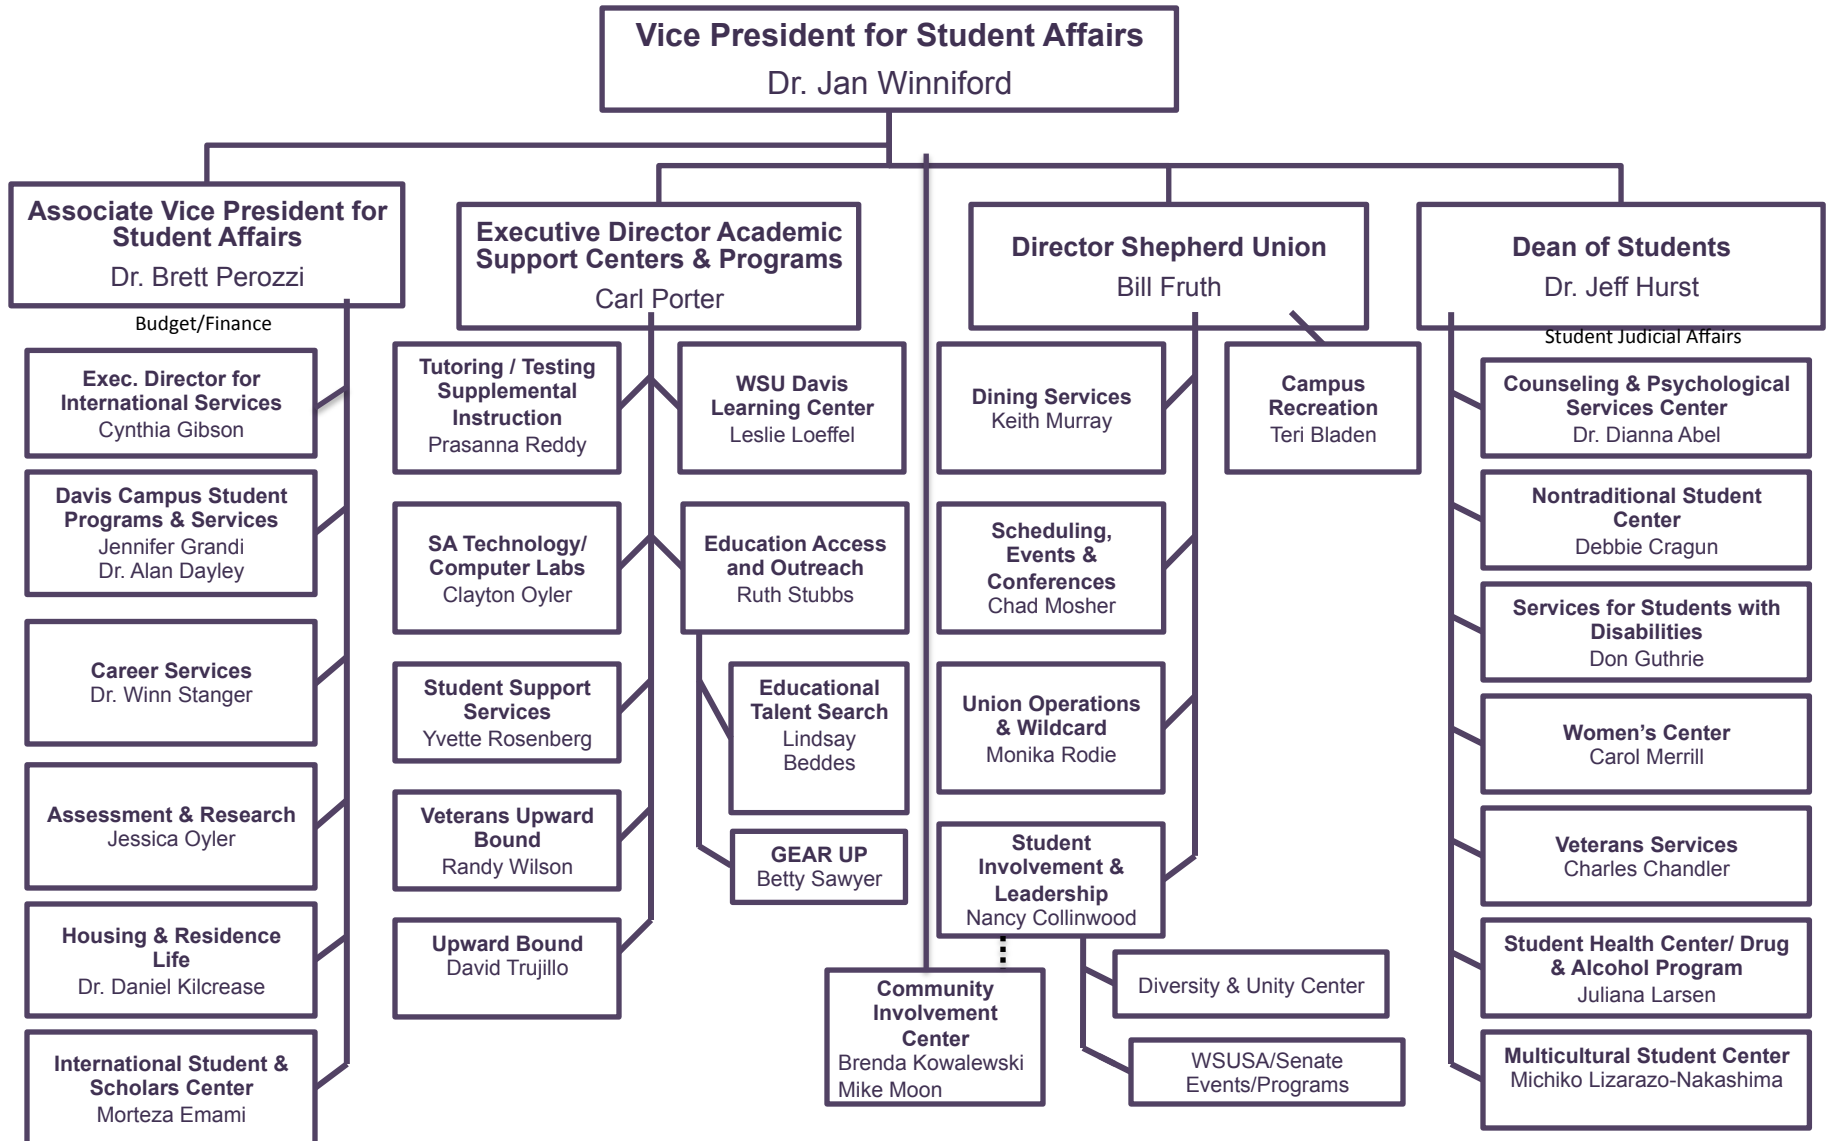 Vice President for Student Affairs
Dr. Jan Winniford
Associate Vice President for
Student Affairs
Dr. Brett Perozzi
Budget/Finance
Exec. Director for
International Services
Cynthia Gibson
Davis Campus Student
Programs & Services
Jennifer Grandi
Dr. Alan Dayley
Career Services
Dr. Winn Stanger
Assessment & Research
Jessica Oyler
Housing & Residence
Life
Dr. Daniel Kilcrease
International Student &
Scholars Center
Morteza Emami
Executive Director Academic
Support Centers & Programs
Carl Porter
Tutoring / Testing
Supplemental
Instruction
Prasanna Reddy
SA Technology/
Computer Labs
Clayton Oyler
Student Support
Services
Yvette Rosenberg
Veterans Upward
Bound
Randy Wilson
Upward Bound
David Trujillo
WSU Davis
Learning Center
Leslie Loeffel
Education Access
and Outreach
Ruth Stubbs
Educational
Talent Search
Lindsay
Beddes
GEAR UP
Betty Sawyer
Director Shepherd Union
Bill Fruth
Dining Services
Keith Murray
Scheduling,
Events &
Conferences
Chad Mosher
Union Operations
& Wildcard
Monika Rodie
Student
Involvement &
Leadership
Nancy Collinwood
Community
Involvement
Center
Brenda Kowalewski
Mike Moon
Diversity & Unity Center
WSUSA/Senate
Events/Programs
Campus
Recreation
Teri Bladen
Dean of Students
Dr. Jeff Hurst
Student Judicial Affairs
Counseling & Psychological
Services Center
Dr. Dianna Abel
Nontraditional Student
Center
Debbie Cragun
Services for Students with
Disabilities
Don Guthrie
Women’s Center
Carol Merrill
Veterans Services
Charles Chandler
Student Health Center/ Drug
& Alcohol Program
Juliana Larsen
Multicultural Student Center
Michiko Lizarazo-Nakashima